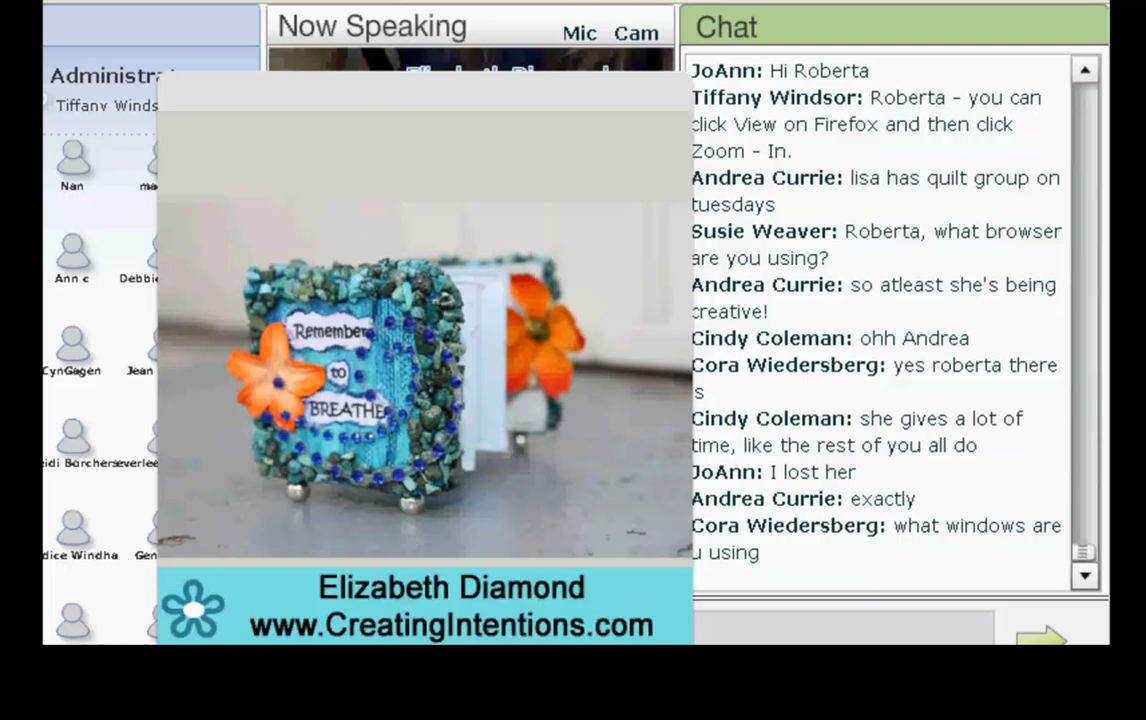 Now Speaking
Mic Cam
Chat
Administra
Tiffany Winds
Nan
ma
Ann c
Debbie
CynGagen
Jean
idi Borchers
everlee
dice Windha
Gen
Remember
to
BREATHE
Elizabeth Diamond
www.CreatingIntentions.com
JoAnn: Hi Roberta
Tiffany Windsor: Roberta - you can
click View on Firefox and then click
Zoom - In.
Andrea Currie: lisa has quilt group on
tuesdays
Susie Weaver: Roberta, what browser
are you using?
Andrea Currie: so atleast she's being
creative!
Cindy Coleman: ohh Andrea
Cora Wiedersberg: yes roberta there
s
Cindy Coleman: she gives a lot of
time, like the rest of you all do
JoAnn: I lost her
Andrea Currie: exactly
Cora Wiedersberg: what windows are
u using